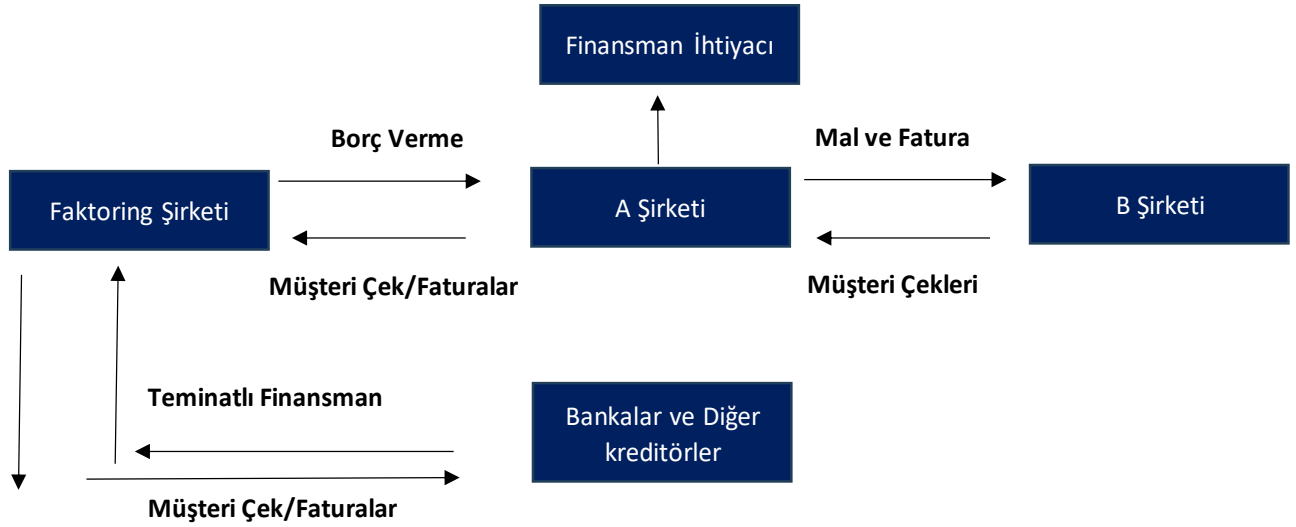 Finansman İhtiyacı
Borç Verme
Mal ve Fatura
Faktoring Şirketi
A Şirketi
B Şirketi
Müşteri Çek/Faturalar
Müşteri Çekleri
Teminatlı Finansman
Bankalar ve Diğer
kreditörler
Müşteri Çek/Faturalar